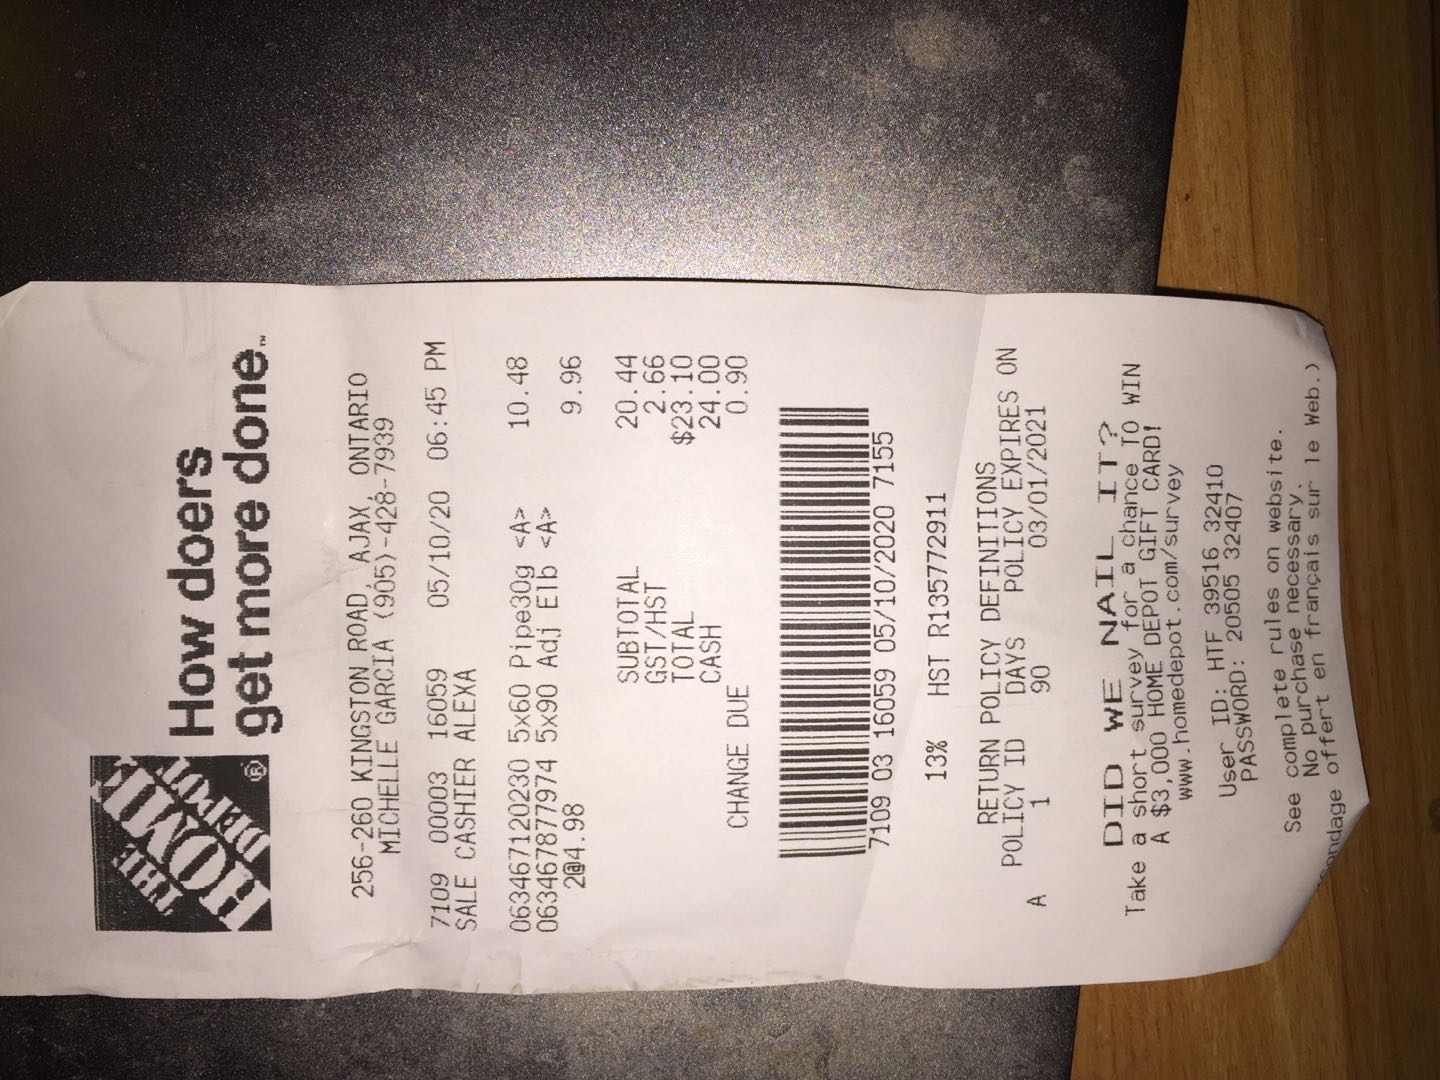 THE
HOME
DEPOT
®
How doers
get more done.™
256-260 KINGSTON ROAD, AJAX, ONTARIO
MICHELLE GARCIA (905)-428-7939
7109 00003 16059 05/10/20 06:45 PM
SALE CASHIER ALEXA
063467120230 5x60 Pipe30g <A> 10.48
063467877974 5x90 Adj Elb <A>
2@4.98 9.96
SUBTOTAL 20.44
GST/HST 2.66
TOTAL $23.10
CASH 24.00
CHANGE DUE 0.90
7109 03 16059 05/10/2020 7155
13% HST R135772911
RETURN POLICY DEFINITIONS
POLICY ID DAYS POLICY EXPIRES ON
A 1 90 03/01/2021
DID WE NAIL IT?
Take a short survey for a chance TO WIN
A $3,000 HOME DEPOT GIFT CARD!
www.homedepot.com/survey
User ID: HTF 39516 32410
PASSWORD: 20505 32407
See complete rules on website.
No purchase necessary.
sondage offert en français sur le Web.)